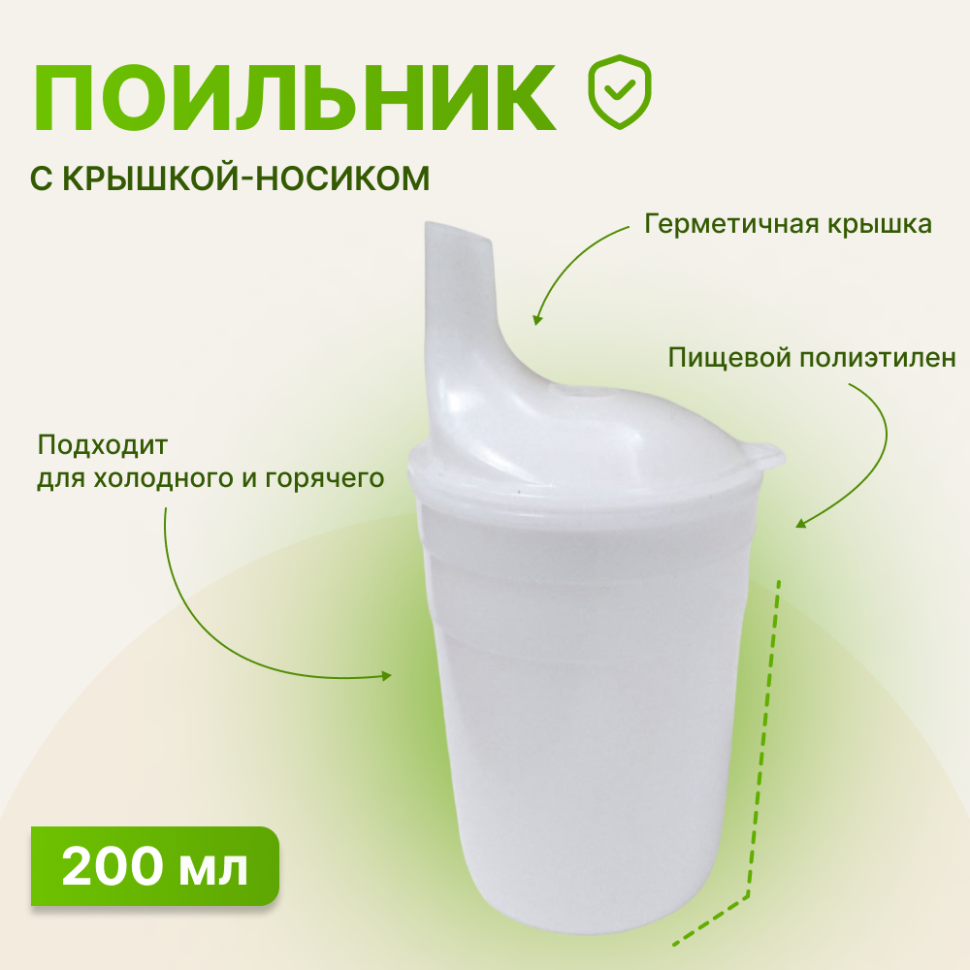 ПОИЛЬНИК
С КРЫШКОЙ-НОСИКОМ
Герметичная крышка
Пищевой полиэтилен
Подходит
для холодного и горячего
200 мл